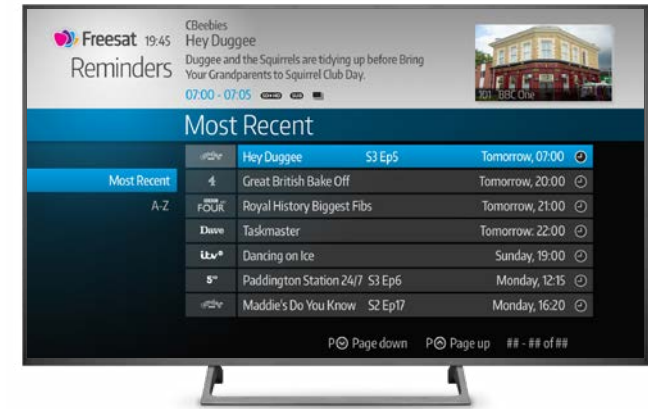 Freesat 19:45
Reminders
CBeebies
Hey Duggee
Duggee and the Squirrels are tidying up before Bring
Your Grandparents to Squirrel Club Day.
07:00 - 07:05 SD HD SUB
101 BBC One
Most Recent
Most Recent
A-Z
Hey Duggee S3 Ep5 Tomorrow, 07:00
4 Great British Bake Off Tomorrow, 20:00
BBC FOUR Royal History Biggest Fibs Tomorrow, 21:00
Dave Taskmaster Tomorrow: 22:00
itv Dancing on Ice Sunday, 19:00
5 Paddington Station 24/7 S3 Ep6 Monday, 12:15
Maddie's Do You Know S2 Ep17 Monday, 16:20
P Page down P Page up ## - ## of ##